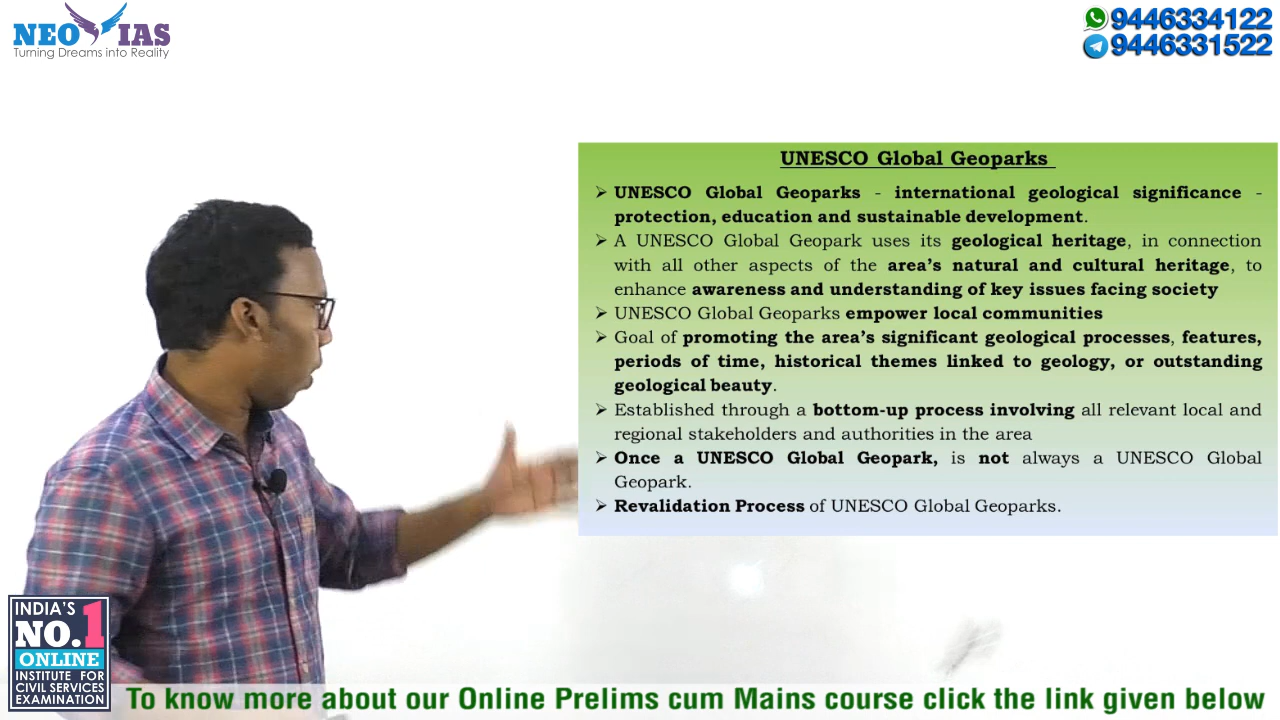 NEO IAS
Turning Dreams into Reality
9446334122
9446331522
UNESCO Global Geoparks
➢ UNESCO Global Geoparks - international geological significance -
protection, education and sustainable development.
➢ A UNESCO Global Geopark uses its geological heritage, in connection
with all other aspects of the area’s natural and cultural heritage, to
enhance awareness and understanding of key issues facing society
➢ UNESCO Global Geoparks empower local communities
➢ Goal of promoting the area’s significant geological processes, features,
periods of time, historical themes linked to geology, or outstanding
geological beauty.
➢ Established through a bottom-up process involving all relevant local and
regional stakeholders and authorities in the area
➢ Once a UNESCO Global Geopark, is not always a UNESCO Global
Geopark.
➢ Revalidation Process of UNESCO Global Geoparks.
INDIA’S
NO.1
ONLINE
INSTITUTE FOR
CIVIL SERVICES
EXAMINATION
To know more about our Online Prelims cum Mains course click the link given below